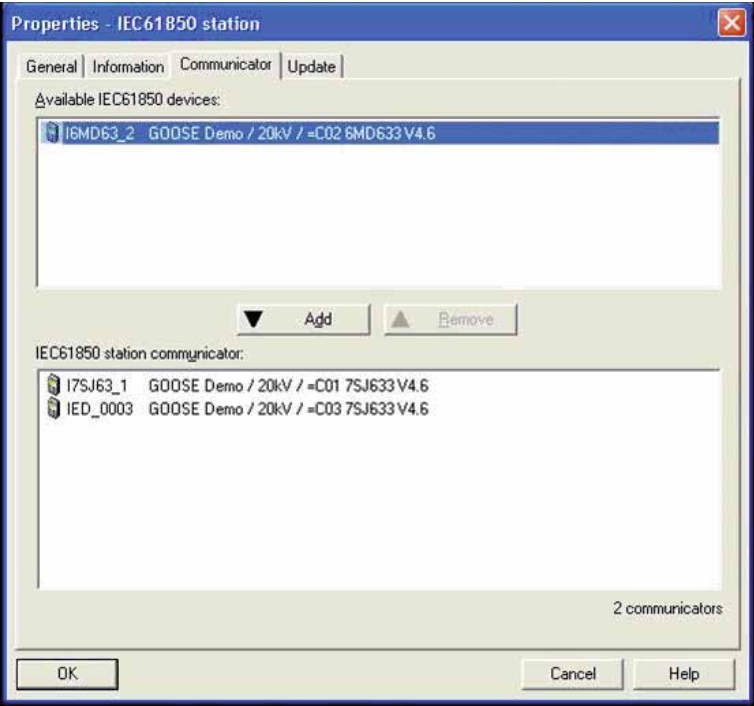 Properties - IEC61850 station
General Information Communicator Update
Available IEC61850 devices:
I6MD63_2 GOOSE Demo / 20kV / =C02 6MD633 V4.6
Add Remove
IEC61850 station communicator:
I7SJ63_1 GOOSE Demo / 20kV / =C01 7SJ633 V4.6
IED_0003 GOOSE Demo / 20kV / =C03 7SJ633 V4.6
2 communicators
OK Cancel Help